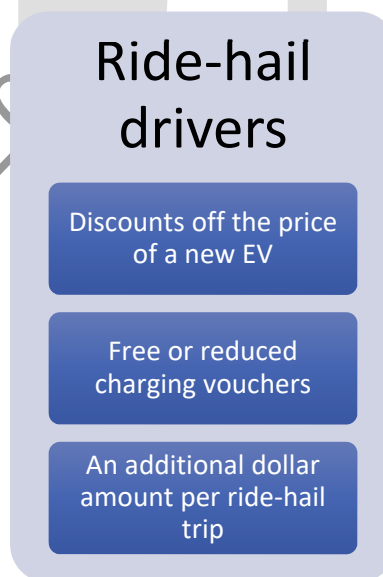 Ride-hail
drivers
Discounts off the price
of a new EV
Free or reduced
charging vouchers
An additional dollar
amount per ride-hail
trip